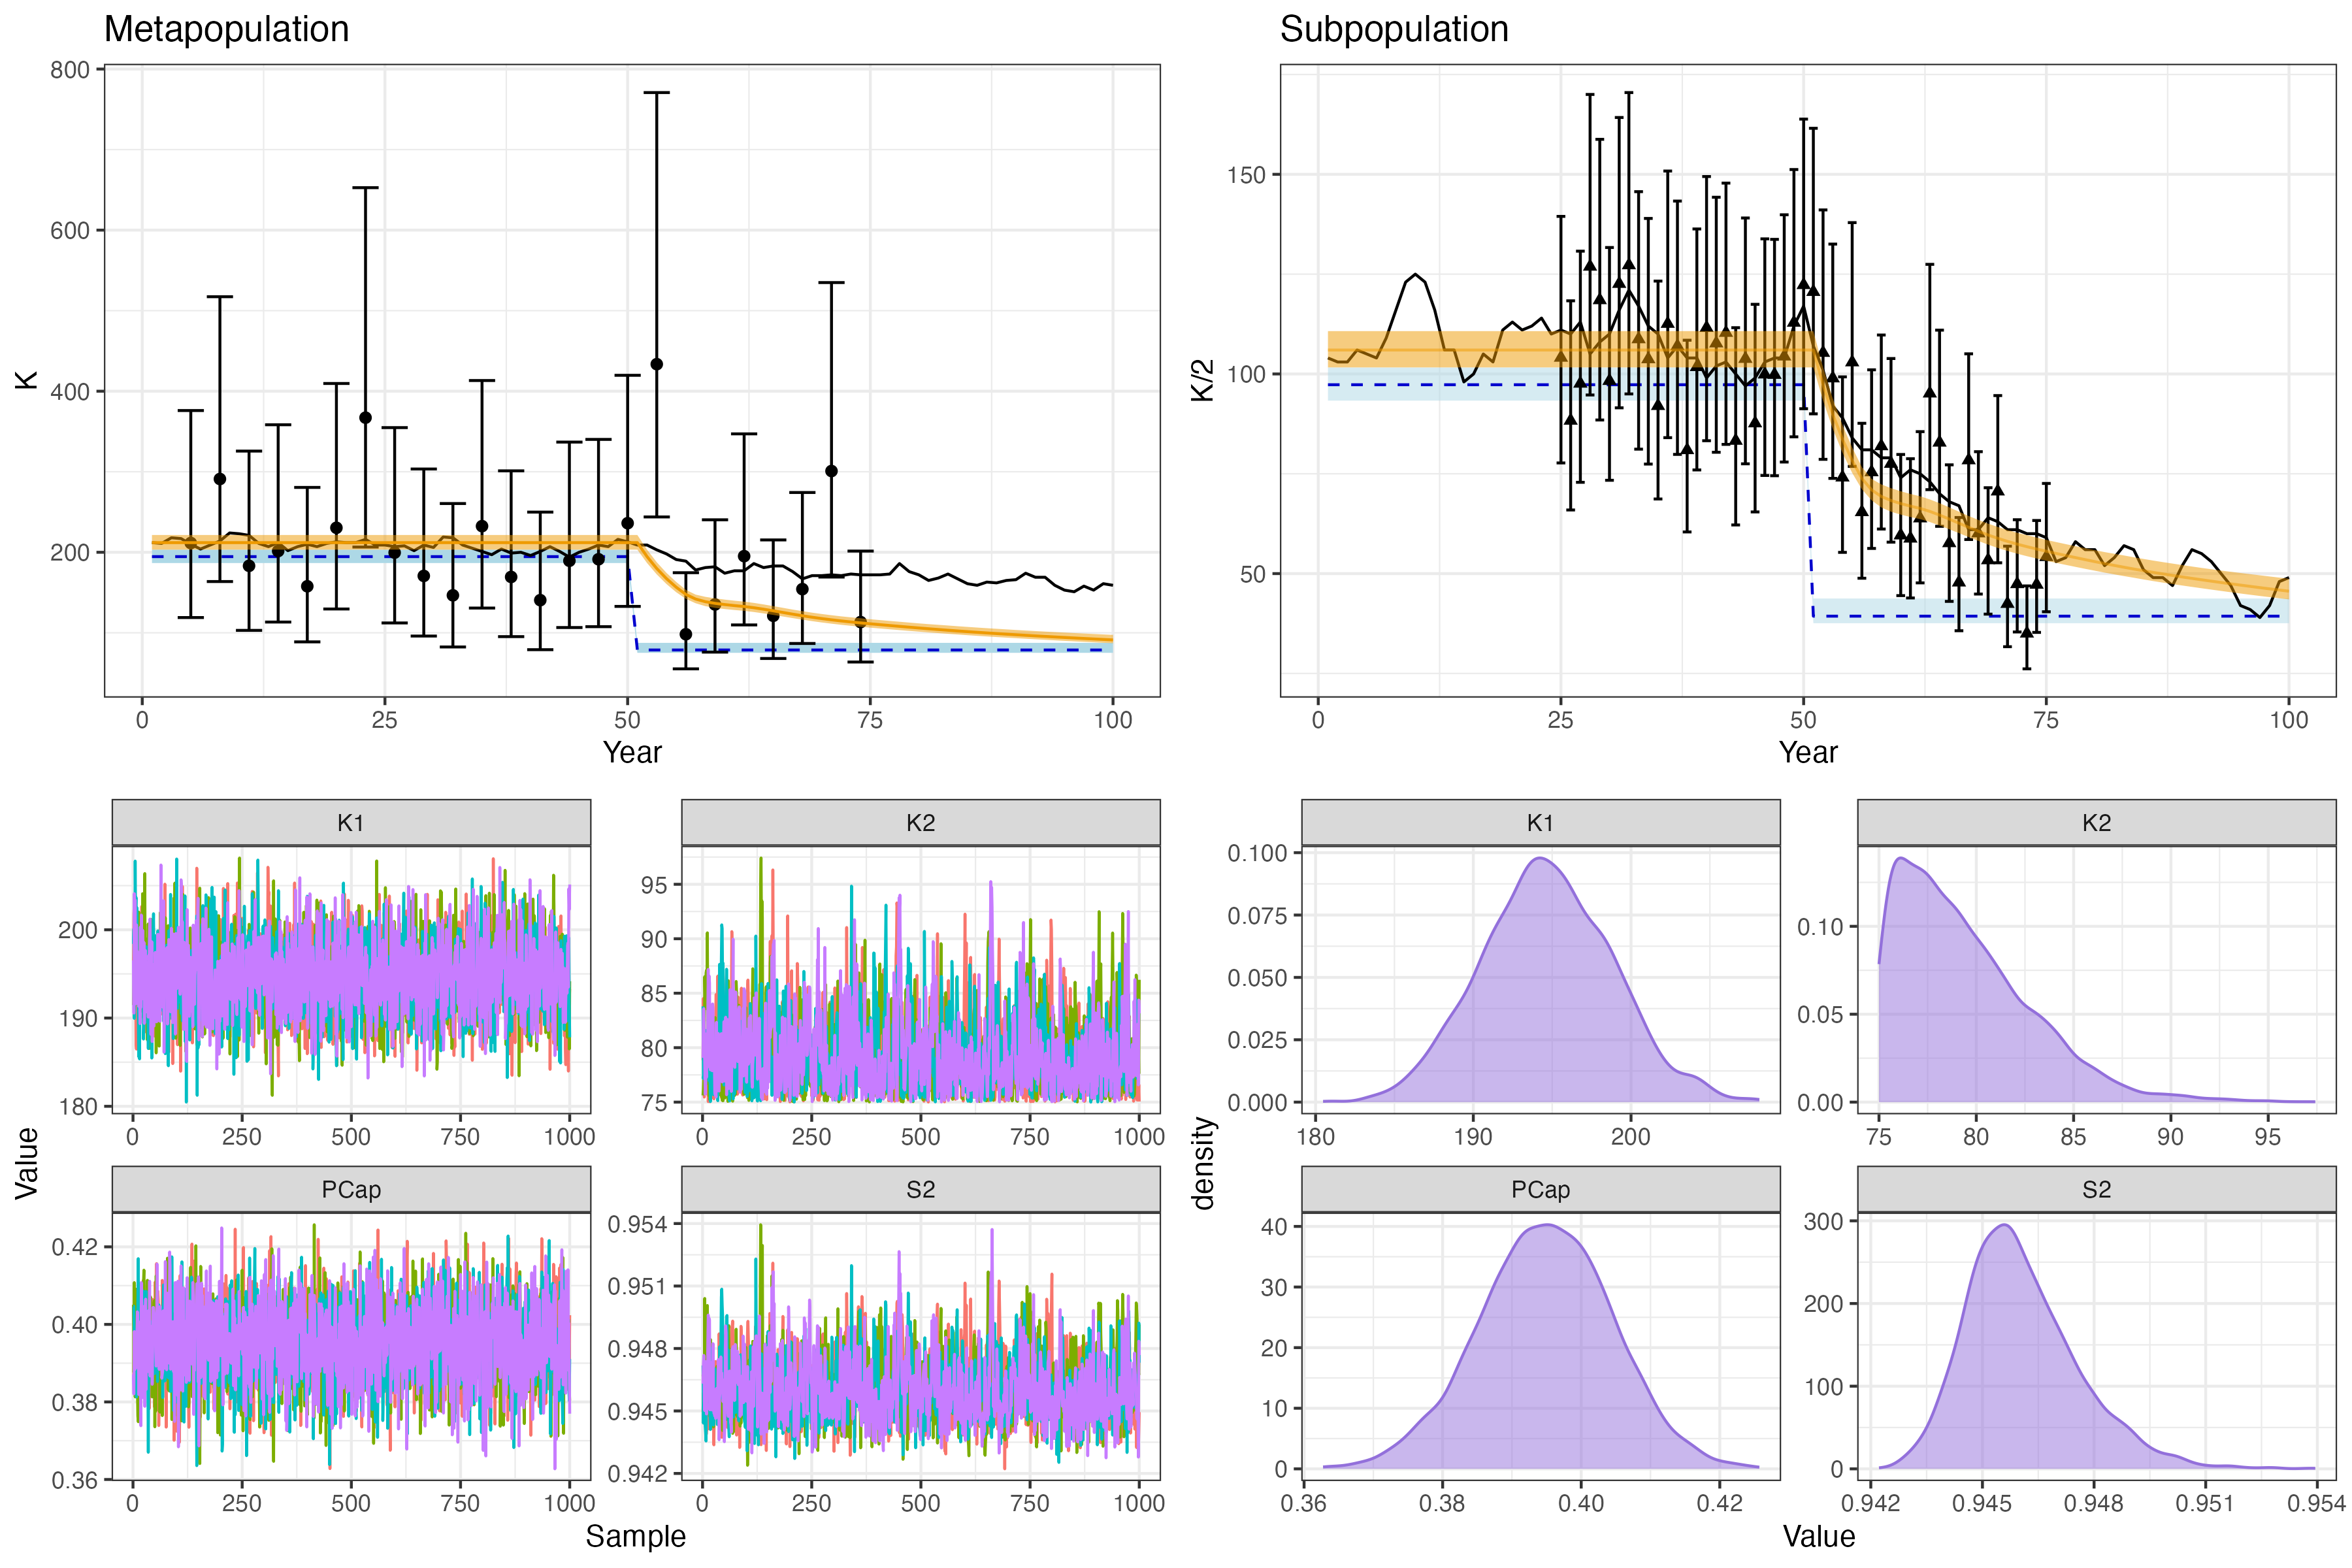 Metapopulation
800
600
400
200
K
0 25 50 75 100
Year
Subpopulation
150
100
50
K/2
0 25 50 75 100
Year
K1
200
190
180
0 250 500 750 1000
K2
95
90
85
80
75
0 250 500 750 1000
Value
PCap
0.42
0.40
0.38
0.36
0 250 500 750 1000
S2
0.954
0.951
0.948
0.945
0.942
0 250 500 750 1000
Sample
K1
0.100
0.075
0.050
0.025
0.000
180 190 200
K2
0.10
0.05
0.00
75 80 85 90 95
density
PCap
40
30
20
10
0
0.36 0.38 0.40 0.42
S2
300
200
100
0
0.942 0.945 0.948 0.951 0.954
Value